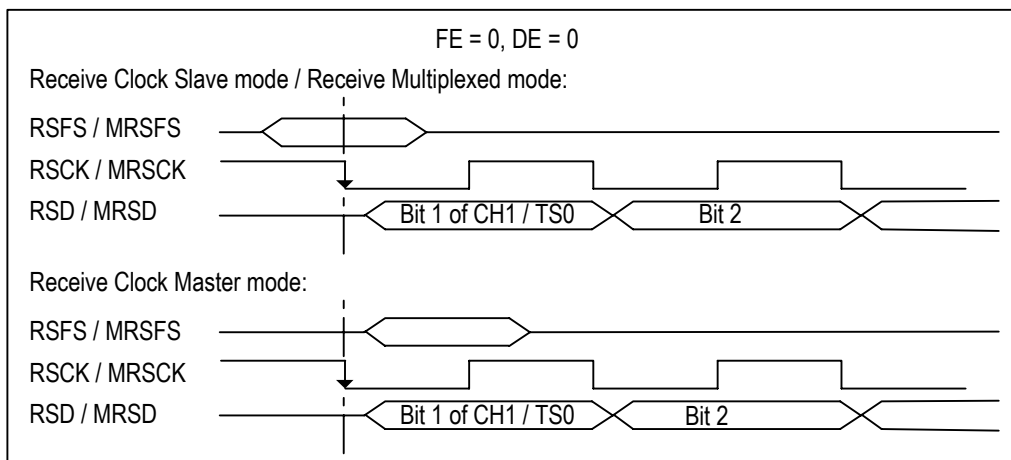 FE = 0, DE = 0
Receive Clock Slave mode / Receive Multiplexed mode:
RSFS / MRSFS
RSCK / MRSCK
RSD / MRSD
Bit 1 of CH1 / TS0
Bit 2
Receive Clock Master mode:
RSFS / MRSFS
RSCK / MRSCK
RSD / MRSD
Bit 1 of CH1 / TS0
Bit 2